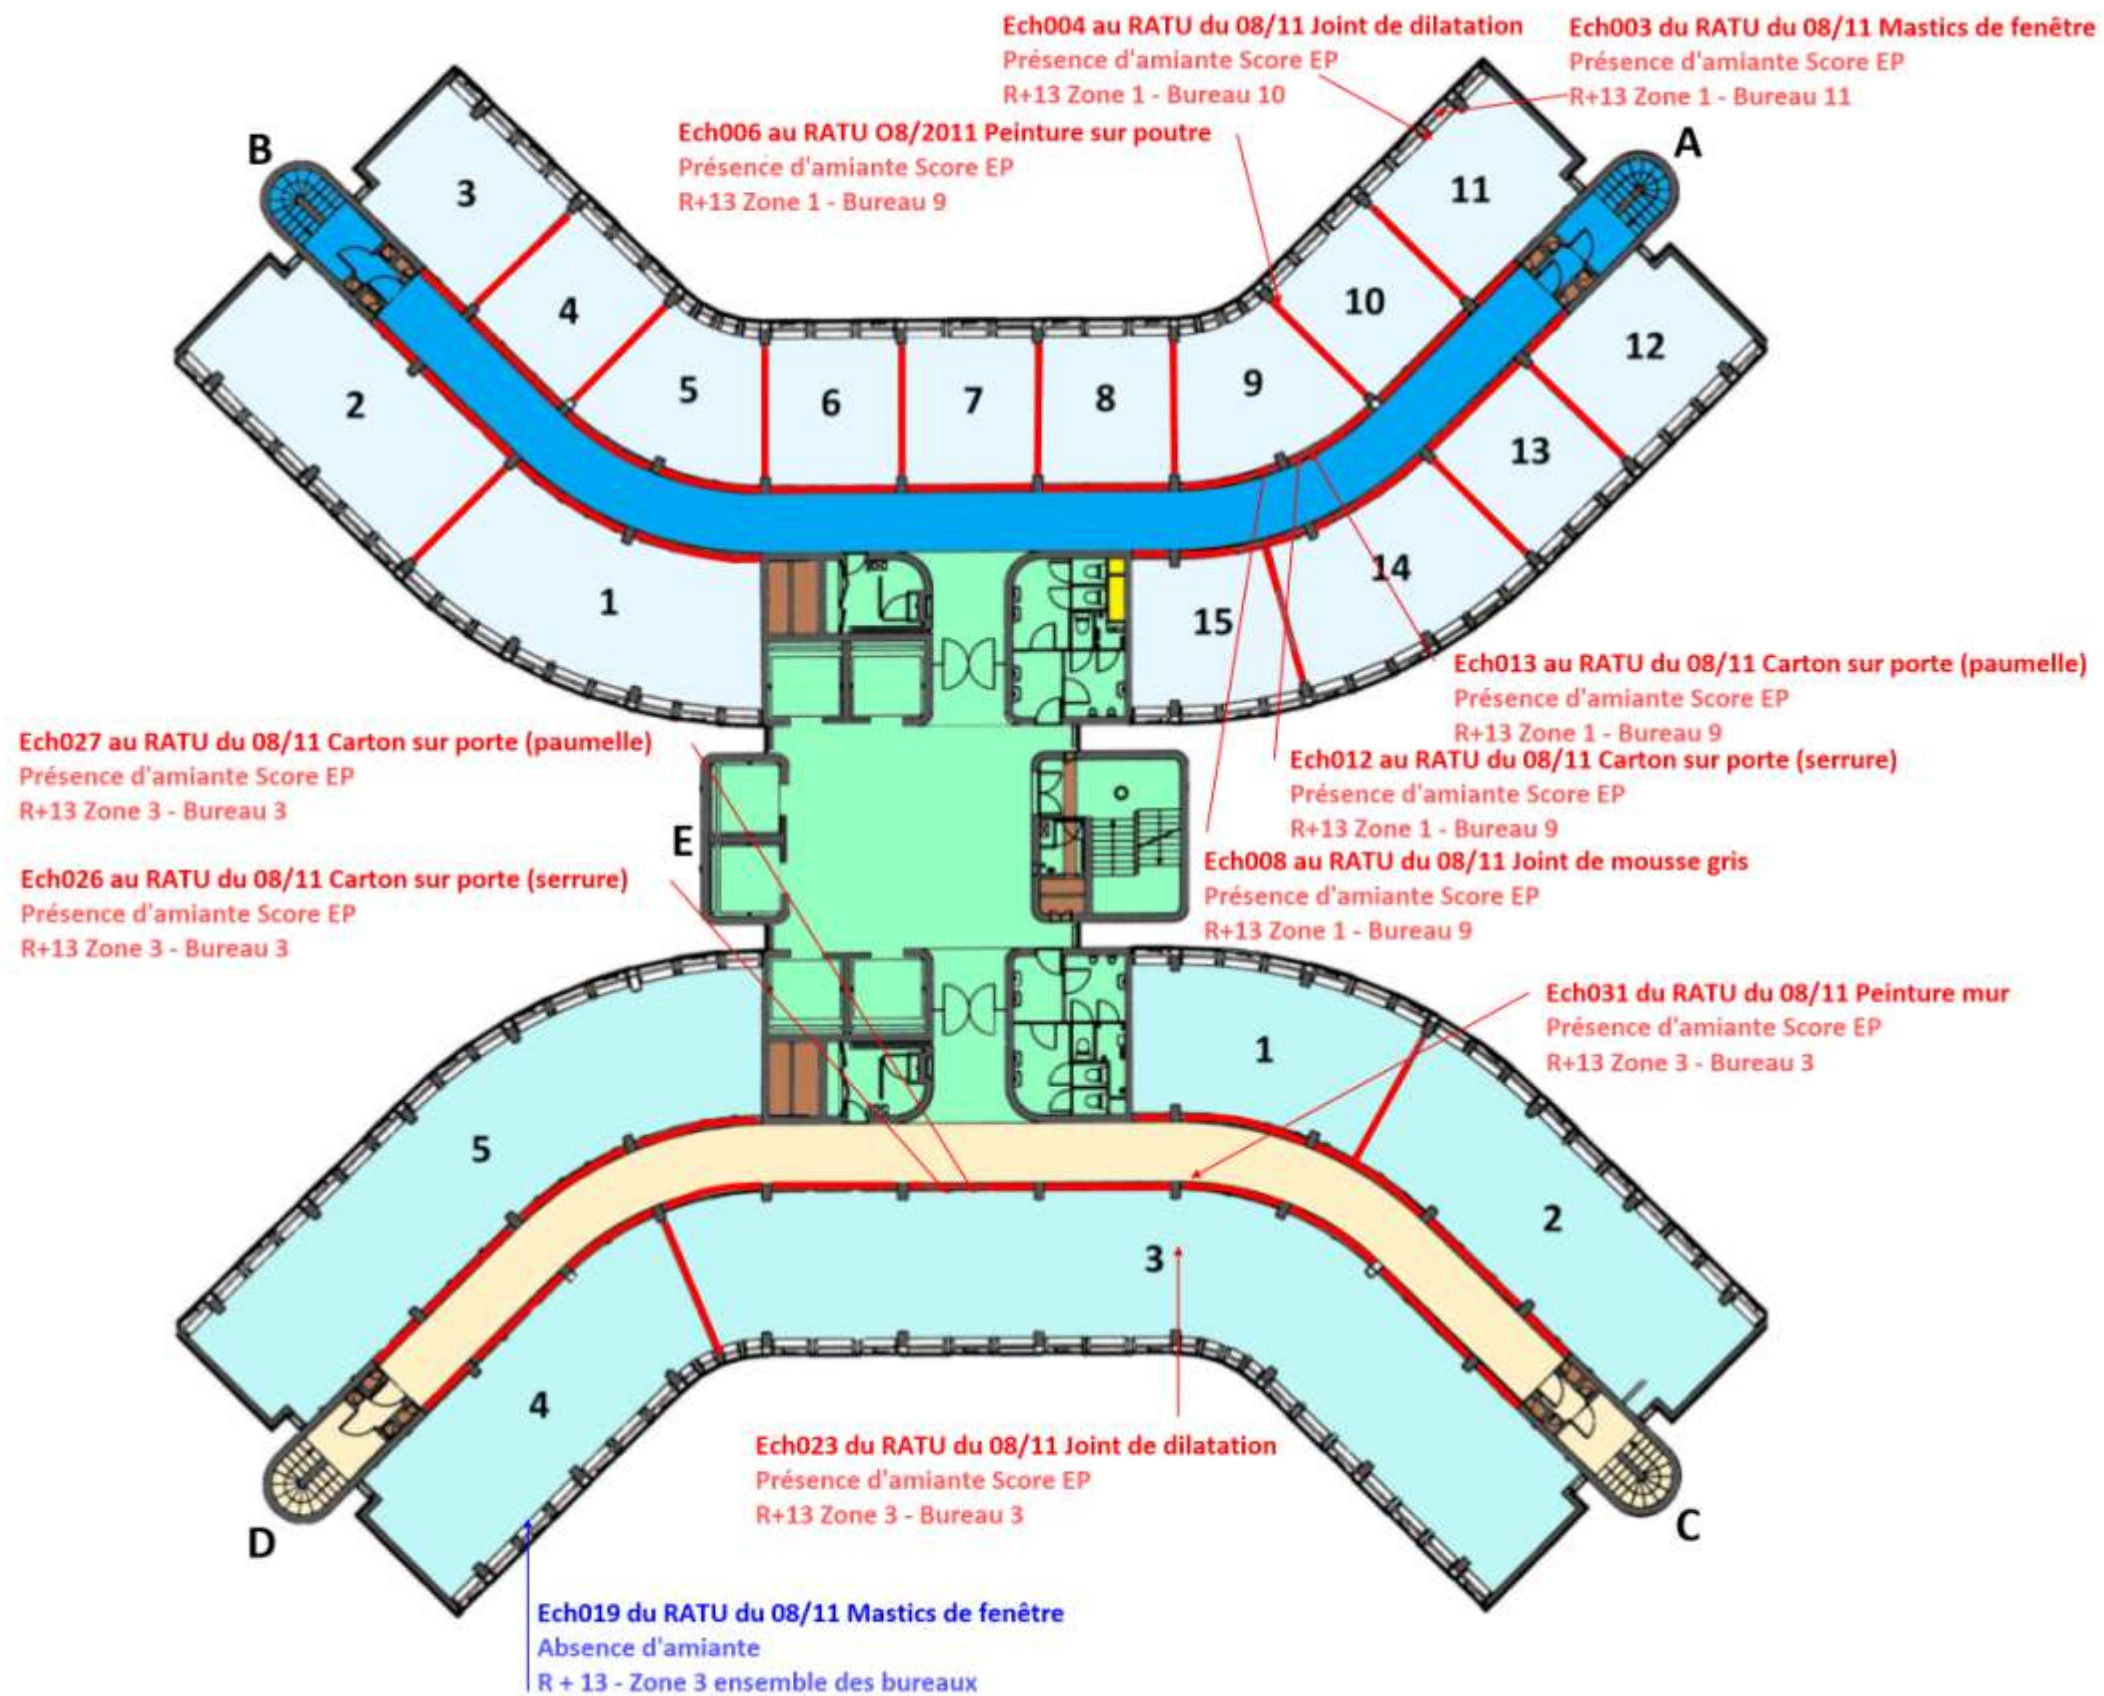 Ech004 au RATU du 08/11 Joint de dilatation
Présence d'amiante Score EP
R+13 Zone 1 - Bureau 10
Ech003 du RATU du 08/11 Mastics de fenêtre
Présence d'amiante Score EP
R+13 Zone 1 - Bureau 11
Ech006 au RATU O8/2011 Peinture sur poutre
Présence d'amiante Score EP
R+13 Zone 1 - Bureau 9
B
A
3
11
4
10
12
2
5
6
7
8
9
13
1
15
14
Ech013 au RATU du 08/11 Carton sur porte (paumelle)
Présence d'amiante Score EP
R+13 Zone 1 - Bureau 9
Ech027 au RATU du 08/11 Carton sur porte (paumelle)
Présence d'amiante Score EP
R+13 Zone 3 - Bureau 3
Ech012 au RATU du 08/11 Carton sur porte (serrure)
Présence d'amiante Score EP
R+13 Zone 1 - Bureau 9
E
Ech026 au RATU du 08/11 Carton sur porte (serrure)
Présence d'amiante Score EP
R+13 Zone 3 - Bureau 3
Ech008 au RATU du 08/11 Joint de mousse gris
Présence d'amiante Score EP
R+13 Zone 1 - Bureau 9
Ech031 du RATU du 08/11 Peinture mur
Présence d'amiante Score EP
R+13 Zone 3 - Bureau 3
1
5
2
3
4
Ech023 du RATU du 08/11 Joint de dilatation
Présence d'amiante Score EP
R+13 Zone 3 - Bureau 3
D
C
Ech019 du RATU du 08/11 Mastics de fenêtre
Absence d'amiante
R + 13 - Zone 3 ensemble des bureaux